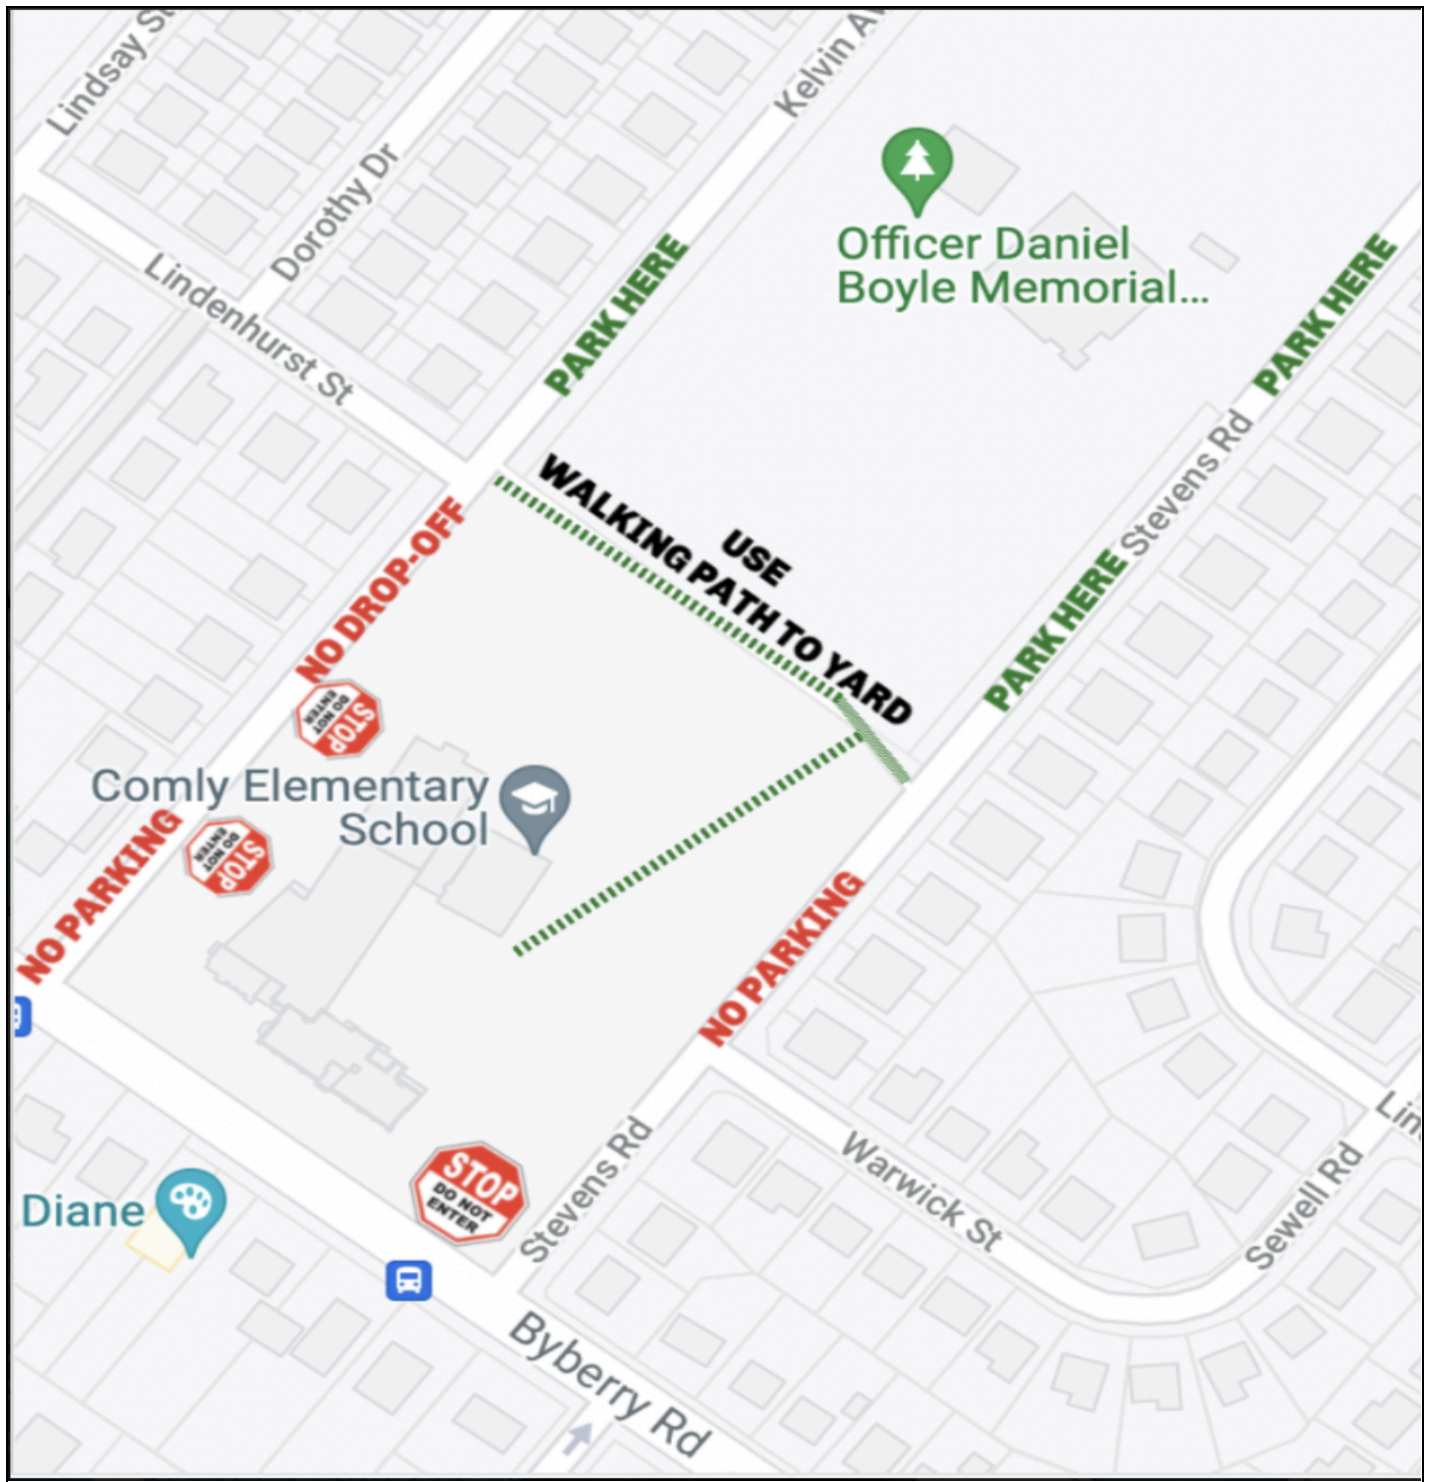 Lindsay St
Kelvin Av
Dorothy Dr
Officer Daniel
Boyle Memorial...
PARK HERE
PARK HERE
Lindenhurst St
Stevens Rd
USE
WALKING PATH TO YARD
NO DROP-OFF
PARK HERE
STOP
DO NOT
ENTER
Comly Elementary
School
NO PARKING
STOP
DO NOT
ENTER
NO PARKING
Lin
Stevens Rd
Warwick St
Sewell Rd
STOP
DO NOT
ENTER
Diane
Byberry Rd